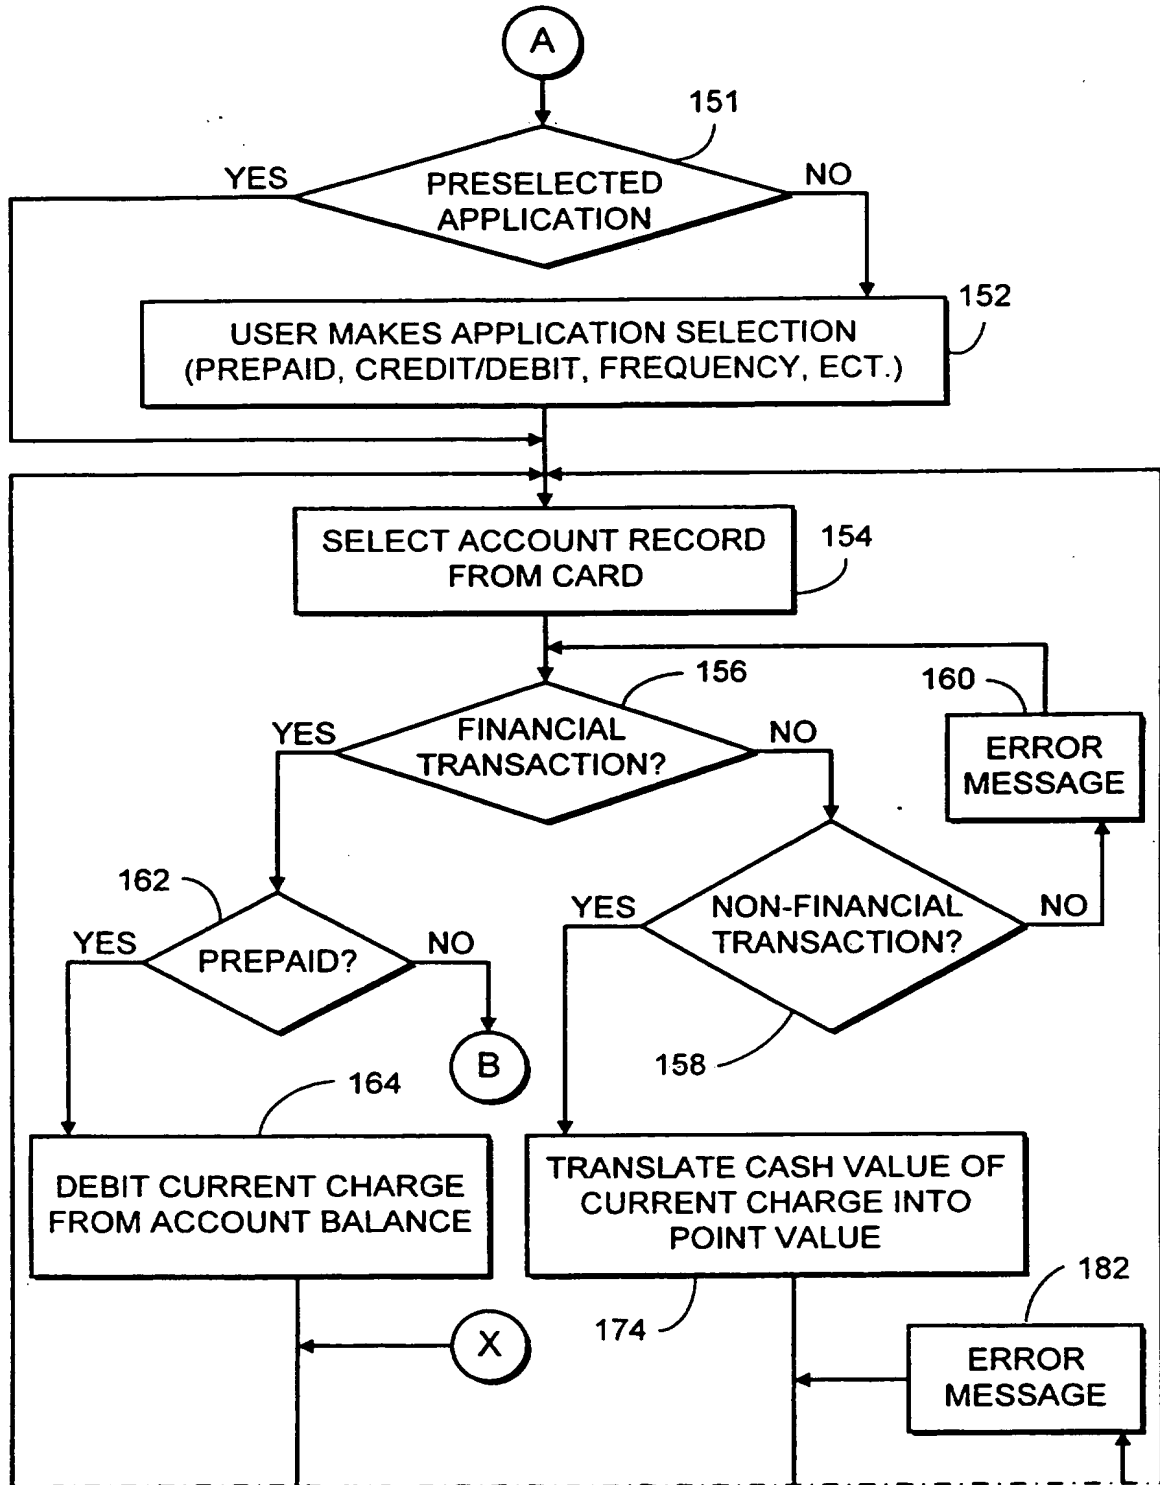 A
151
YES
NO
PRESELECTED
APPLICATION
152
USER MAKES APPLICATION SELECTION
(PREPAID, CREDIT/DEBIT, FREQUENCY, ECT.)
SELECT ACCOUNT RECORD
FROM CARD
154
156
160
YES
FINANCIAL
TRANSACTION?
NO
ERROR
MESSAGE
162
YES
PREPAID?
NO
YES
NON-FINANCIAL
TRANSACTION?
NO
B
158
164
DEBIT CURRENT CHARGE
FROM ACCOUNT BALANCE
TRANSLATE CASH VALUE OF
CURRENT CHARGE INTO
POINT VALUE
174
182
X
ERROR
MESSAGE